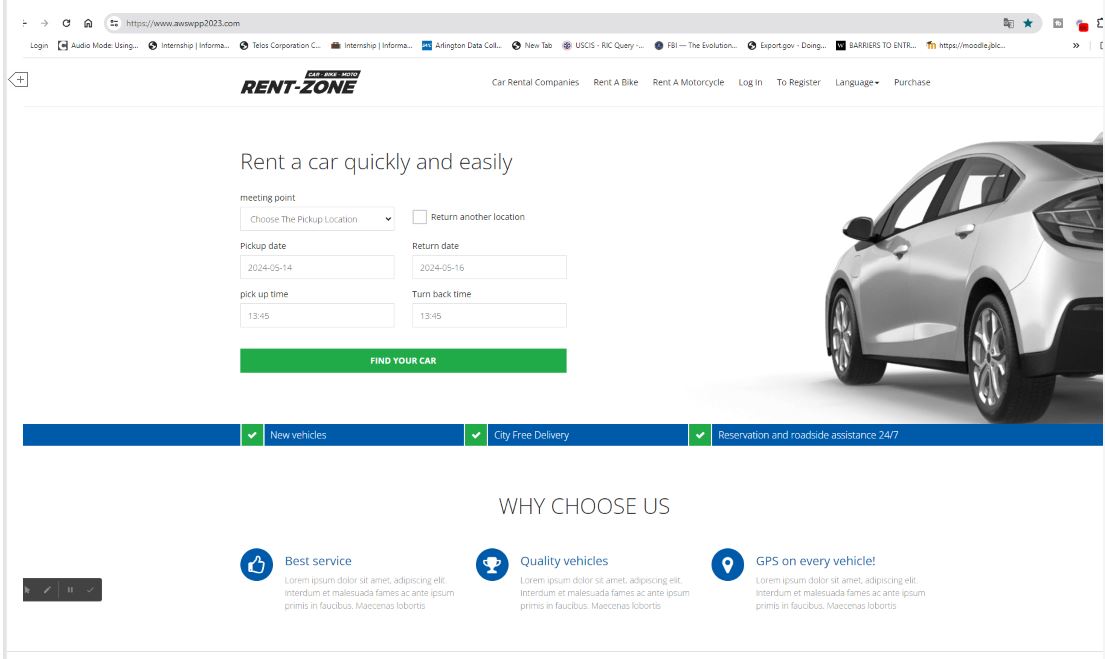 https://www.awswpp2023.com
Login Audio Mode: Using... Internship | Informa... Telos Corporation C... Internship | Informa... Arlington Data Coll... New Tab USCIS - RIC Query -... FBI — The Evolution... Export.gov - Doing... BARRIERS TO ENTR... https://moodle.jblc... »
CAR - BIKE - MOTO
RENT-ZONE
Car Rental Companies Rent A Bike Rent A Motorcycle Log In To Register Language Purchase
Rent a car quickly and easily
meeting point
Choose The Pickup Location Return another location
Pickup date Return date
2024-05-14 2024-05-16
pick up time Turn back time
13:45 13:45
FIND YOUR CAR
New vehicles City Free Delivery Reservation and roadside assistance 24/7
WHY CHOOSE US
Best service Quality vehicles GPS on every vehicle!
Lorem ipsum dolor sit amet, adipiscing elit. Lorem ipsum dolor sit amet, adipiscing elit. Lorem ipsum dolor sit amet, adipiscing elit.
Interdum et malesuada fames ac ante ipsum Interdum et malesuada fames ac ante ipsum Interdum et malesuada fames ac ante ipsum
primis in faucibus. Maecenas lobortis primis in faucibus. Maecenas lobortis primis in faucibus. Maecenas lobortis